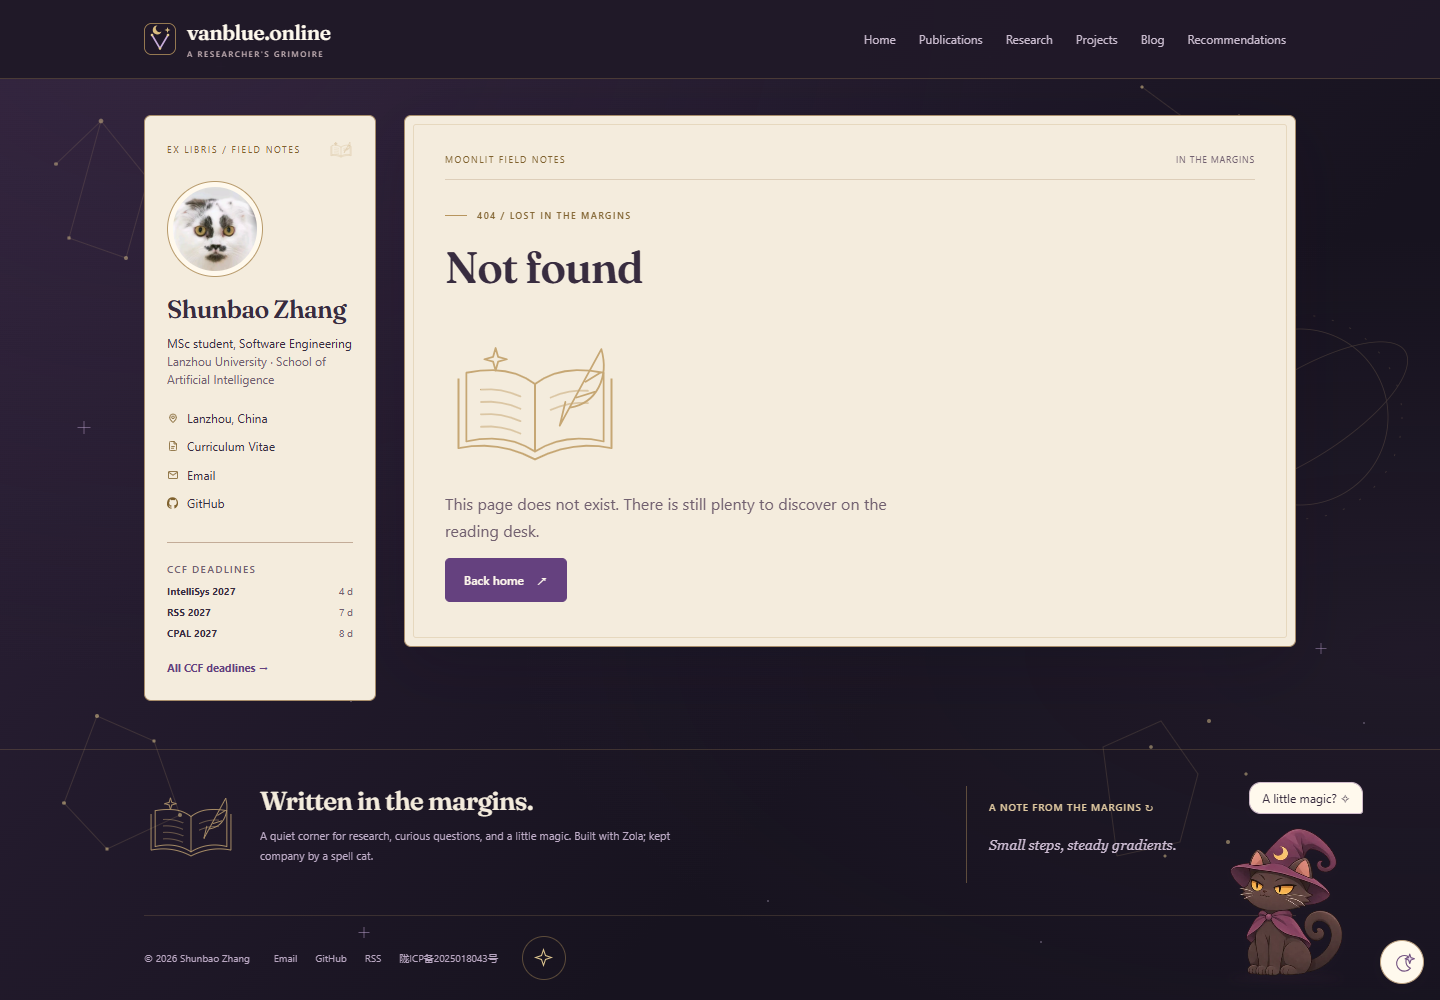 vanblue.online
A RESEARCHER'S GRIMOIRE
Home
Publications
Research
Projects
Blog
Recommendations
EX LIBRIS / FIELD NOTES
Shunbao Zhang
MSc student, Software Engineering
Lanzhou University · School of
Artificial Intelligence
Lanzhou, China
Curriculum Vitae
Email
GitHub
CCF DEADLINES
IntelliSys 2027 4 d
RSS 2027 7 d
CPAL 2027 8 d
All CCF deadlines →
MOONLIT FIELD NOTES
IN THE MARGINS
404 / LOST IN THE MARGINS
Not found
This page does not exist. There is still plenty to discover on the
reading desk.
Back home ↗
Written in the margins.
A quiet corner for research, curious questions, and a little magic. Built with Zola; kept
company by a spell cat.
A NOTE FROM THE MARGINS ↻
Small steps, steady gradients.
A little magic? ✧
© 2026 Shunbao Zhang
Email
GitHub
RSS
陇ICP备2025018043号